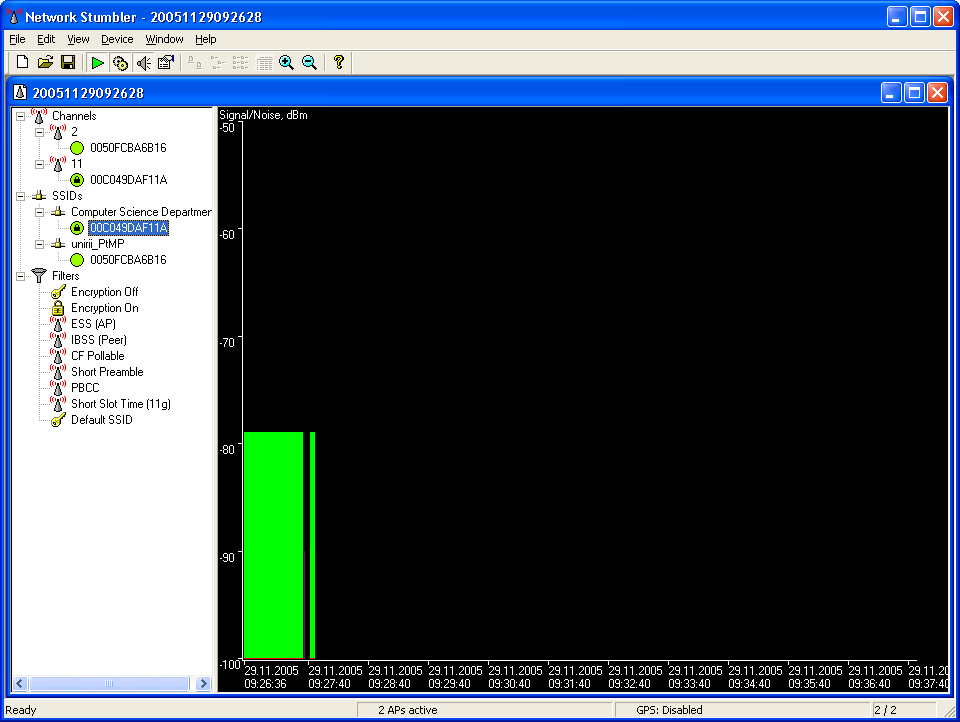 Network Stumbler - 20051129092628
File Edit View Device Window Help
20051129092628
Channels
2
0050FCBA6B16
11
00C049DAF11A
SSIDs
Computer Science Departmer
00C049DAF11A
unirii_PtMP
0050FCBA6B16
Filters
Encryption Off
Encryption On
ESS (AP)
IBSS (Peer)
CF Pollable
Short Preamble
PBCC
Short Slot Time (11g)
Default SSID
Signal/Noise, dBm
-50
-60
-70
-80
-90
-100
29.11.2005 29.11.2005 29.11.2005 29.11.2005 29.11.2005 29.11.2005 29.11.2005 29.11.2005 29.11.2005 29.11.2005 29.11.2005 29.11.20
09:26:36 09:27:40 09:28:40 09:29:40 09:30:40 09:31:40 09:32:40 09:33:40 09:34:40 09:35:40 09:36:40 09:37:40
Ready 2 APs active GPS: Disabled 2 / 2